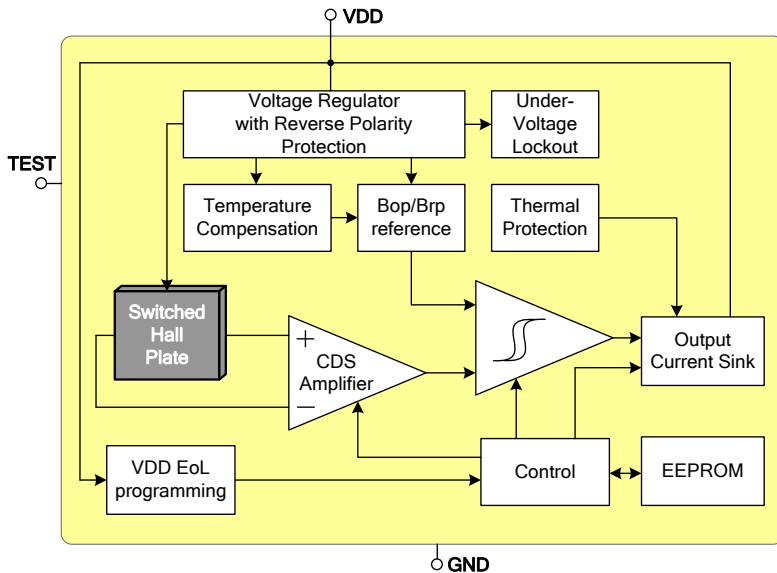 VDD
Voltage Regulator
with Reverse Polarity
Protection
Under-
Voltage
Lockout
TEST
Temperature
Compensation
Bop/Brp
reference
Thermal
Protection
Switched
Hall
Plate
+
CDS
Amplifier
−
Output
Current Sink
VDD EoL
programming
Control
EEPROM
GND